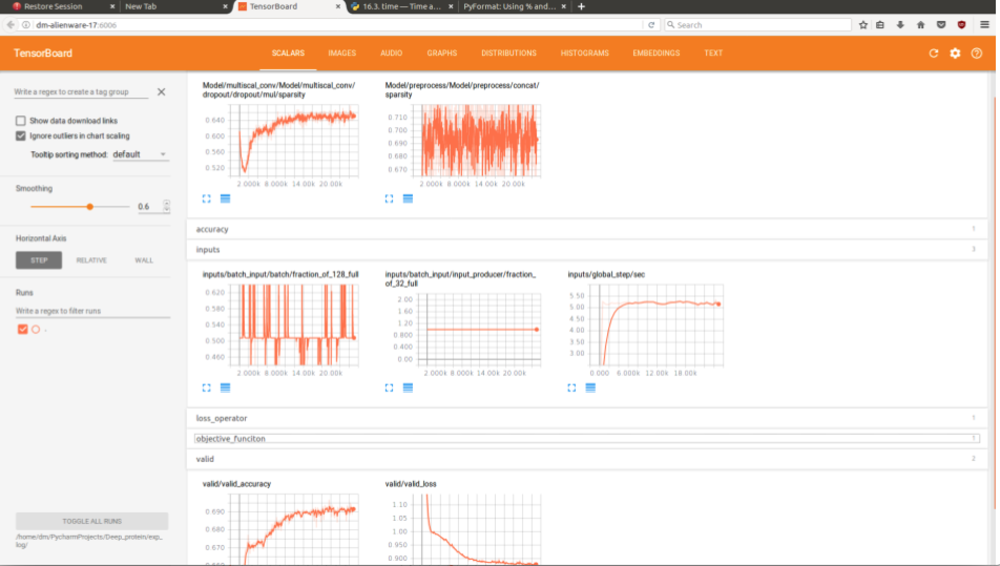 Restore Session
New Tab
TensorBoard
16.3. time — Time a...
PyFormat: Using % and...
dm-alienware-17:6006
Search
TensorBoard
SCALARS
IMAGES
AUDIO
GRAPHS
DISTRIBUTIONS
HISTOGRAMS
EMBEDDINGS
TEXT
Write a regex to create a tag group
Show data download links
Ignore outliers in chart scaling
Tooltip sorting method: default
Smoothing
0.6
Horizontal Axis
STEP
RELATIVE
WALL
Runs
Write a regex to filter runs
.
TOGGLE ALL RUNS
/home/dm/PycharmProjects/Deep_protein/exp_
log/
Model/multiscal_conv/Model/multiscal_conv/
dropout/dropout/mul/sparsity
0.640
0.600
0.560
0.520
2.000k 8.000k 14.00k 20.00k
Model/preprocess/Model/preprocess/concat/
sparsity
0.710
0.700
0.690
0.680
0.670
2.000k 8.000k 14.00k 20.00k
accuracy
1
inputs
3
inputs/batch_input/batch/fraction_of_128_full
0.620
0.580
0.540
0.500
0.460
2.000k 8.000k 14.00k 20.00k
inputs/batch_input/input_producer/fraction_
of_32_full
2.00
1.60
1.20
0.800
0.400
0.00
2.000k 8.000k 14.00k 20.00k
inputs/global_step/sec
5.50
5.00
4.50
4.00
3.50
3.00
0.000 6.000k 12.00k 18.00k
loss_operator
1
objective_funciton
1
valid
2
valid/valid_accuracy
0.690
0.680
0.670
0.660
valid/valid_loss
1.10
1.05
1.00
0.950
0.900